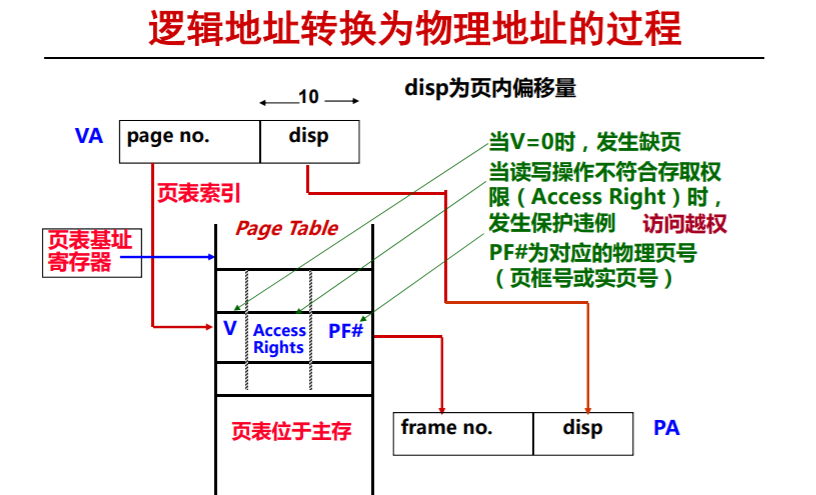 逻辑地址转换为物理地址的过程
disp为页内偏移量
10
VA
page no.
disp
页表索引
当V=0时，发生缺页
当读写操作不符合存取权
限（Access Right）时，
发生保护违例 访问越权
PF#为对应的物理页号
（页框号或实页号）
Page Table
页表基址
寄存器
V
Access
Rights
PF#
页表位于主存
frame no.
disp
PA